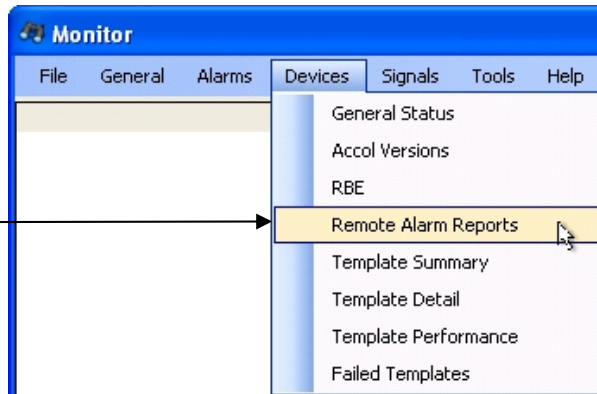 Monitor
File General Alarms Devices Signals Tools Help
General Status
Accol Versions
RBE
Remote Alarm Reports
Template Summary
Template Detail
Template Performance
Failed Templates